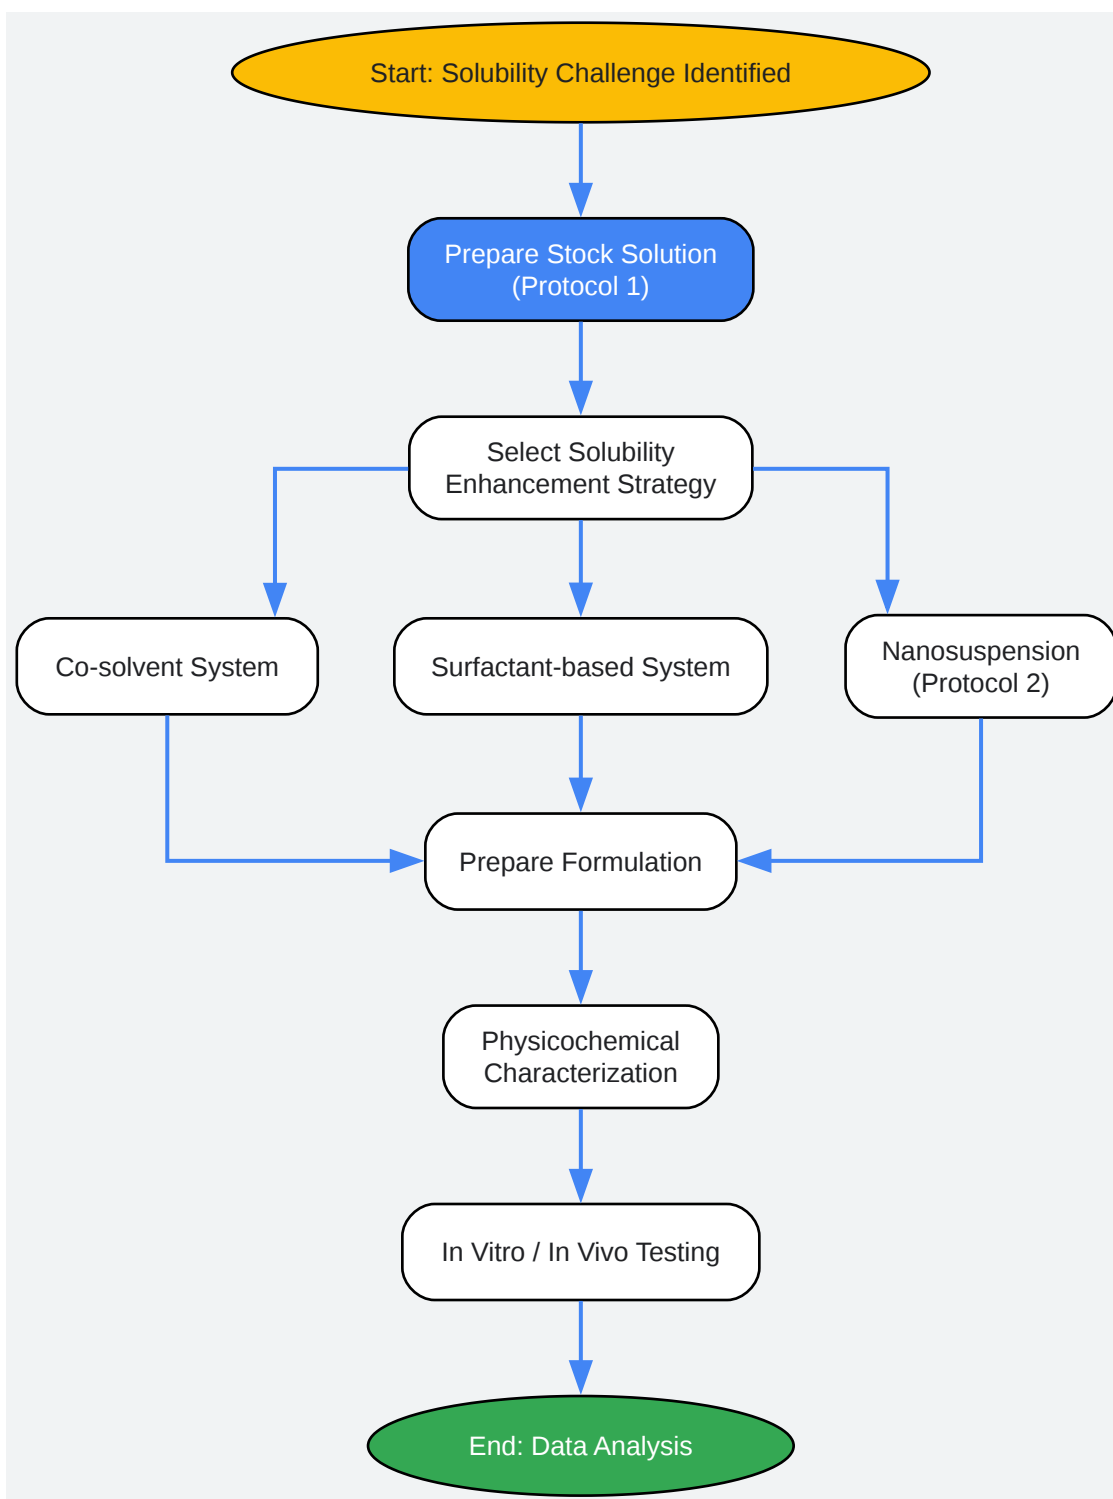 Start: Solubility Challenge Identified
Prepare Stock Solution
(Protocol 1)
Select Solubility
Enhancement Strategy
Co-solvent System
Surfactant-based System
Nanosuspension
(Protocol 2)
Prepare Formulation
Physicochemical
Characterization
In Vitro / In Vivo Testing
End: Data Analysis